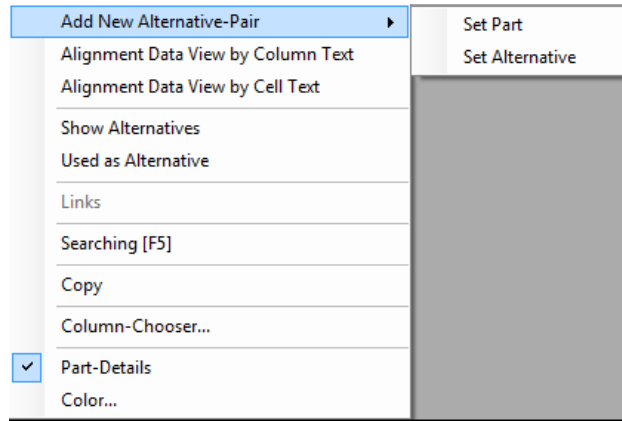 Add New Alternative-Pair
Set Part
Set Alternative
Alignment Data View by Column Text
Alignment Data View by Cell Text
Show Alternatives
Used as Alternative
Links
Searching [F5]
Copy
Column-Chooser...
Part-Details
Color...